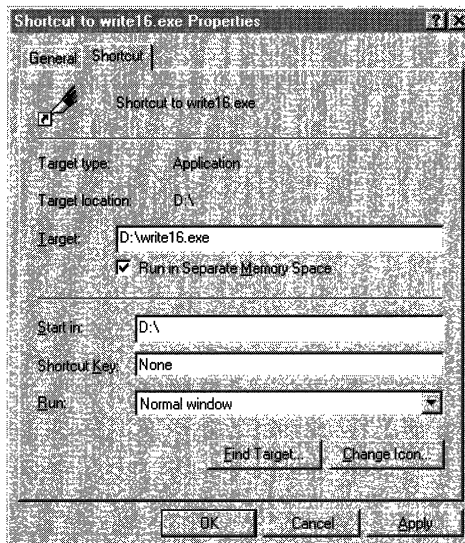 Shortcut to write16.exe Properties ? X
General Shortcut
Shortcut to write16.exe
Target type: Application
Target location: D:\
Target: D:\write16.exe
Run in Separate Memory Space
Start in: D:\
Shortcut Key: None
Run: Normal window
Find Target... Change Icon...
OK Cancel Apply